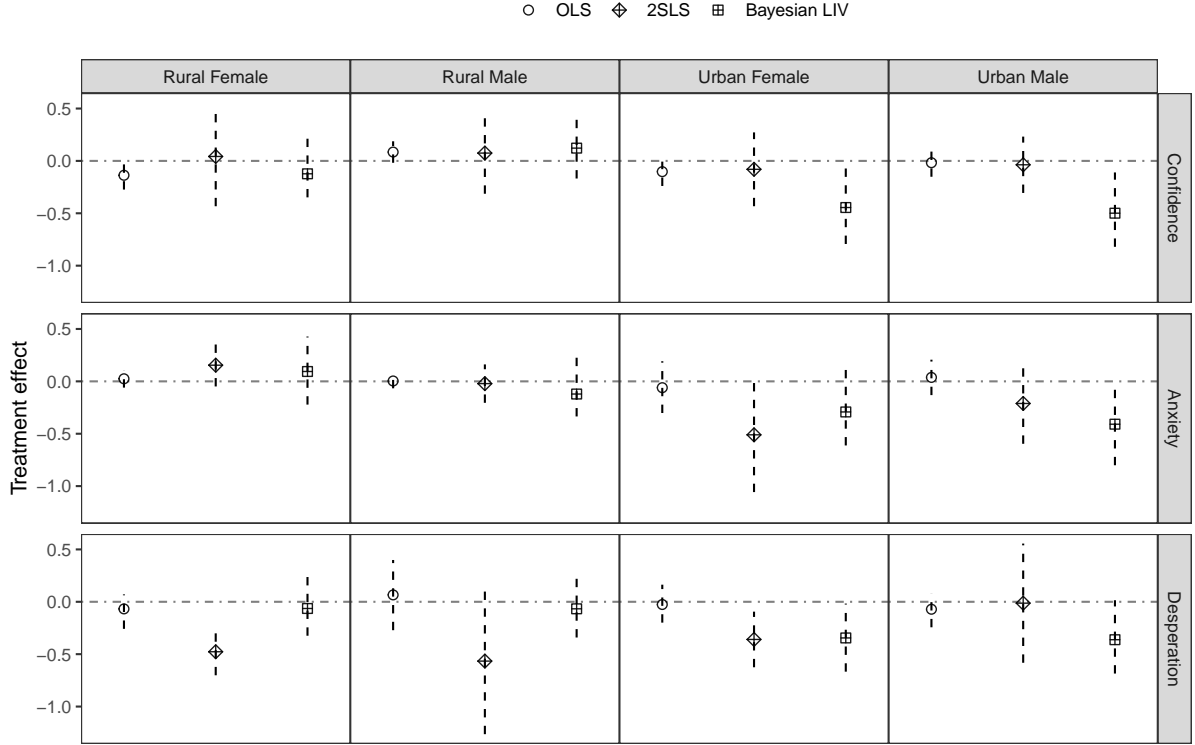 OLS 2SLS Bayesian LIV
Rural Female Rural Male Urban Female Urban Male
Treatment effect
0.5
0.0
−0.5
−1.0
Confidence
0.5
0.0
−0.5
−1.0
Anxiety
0.5
0.0
−0.5
−1.0
Desperation